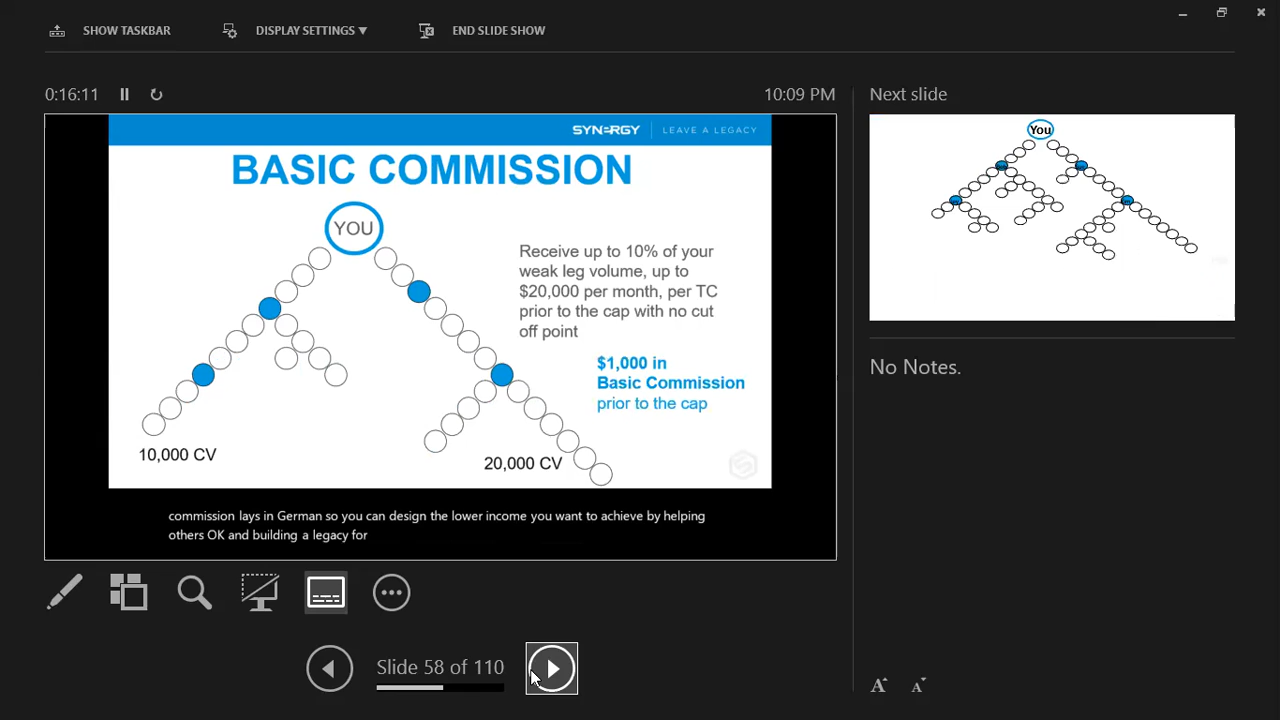 SHOW TASKBAR
DISPLAY SETTINGS ▼
END SLIDE SHOW
0:16:11
10:09 PM
Next slide
SYNERGY
LEAVE A LEGACY
BASIC COMMISSION
YOU
Receive up to 10% of your
weak leg volume, up to
$20,000 per month, per TC
prior to the cap with no cut
off point
$1,000 in
Basic Commission
prior to the cap
10,000 CV
20,000 CV
commission lays in German so you can design the lower income you want to achieve by helping
others OK and building a legacy for
You
No Notes.
Slide 58 of 110
A A